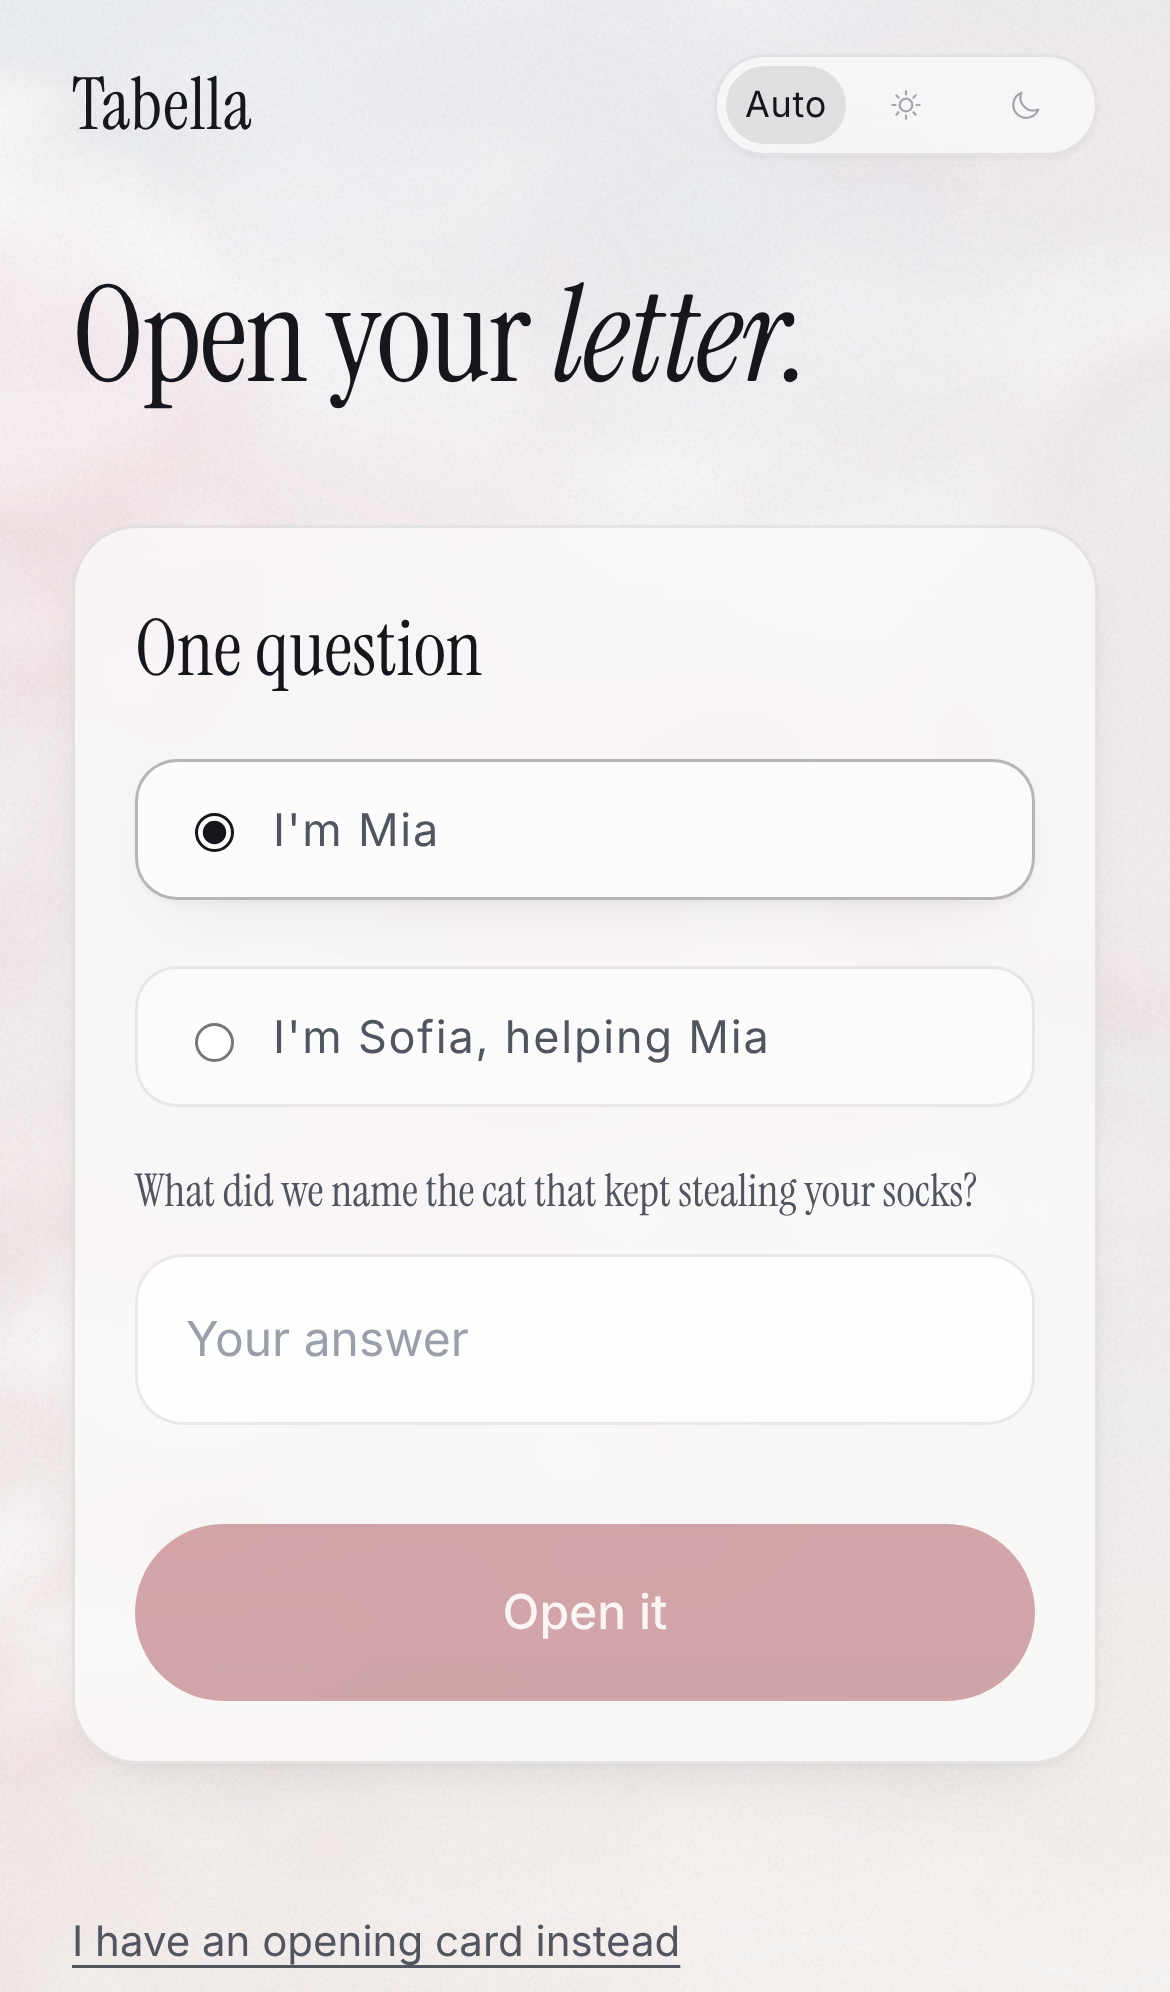 Tabella
Auto
Open your letter.
One question
I'm Mia
I'm Sofia, helping Mia
What did we name the cat that kept stealing your socks?
Your answer
Open it
I have an opening card instead